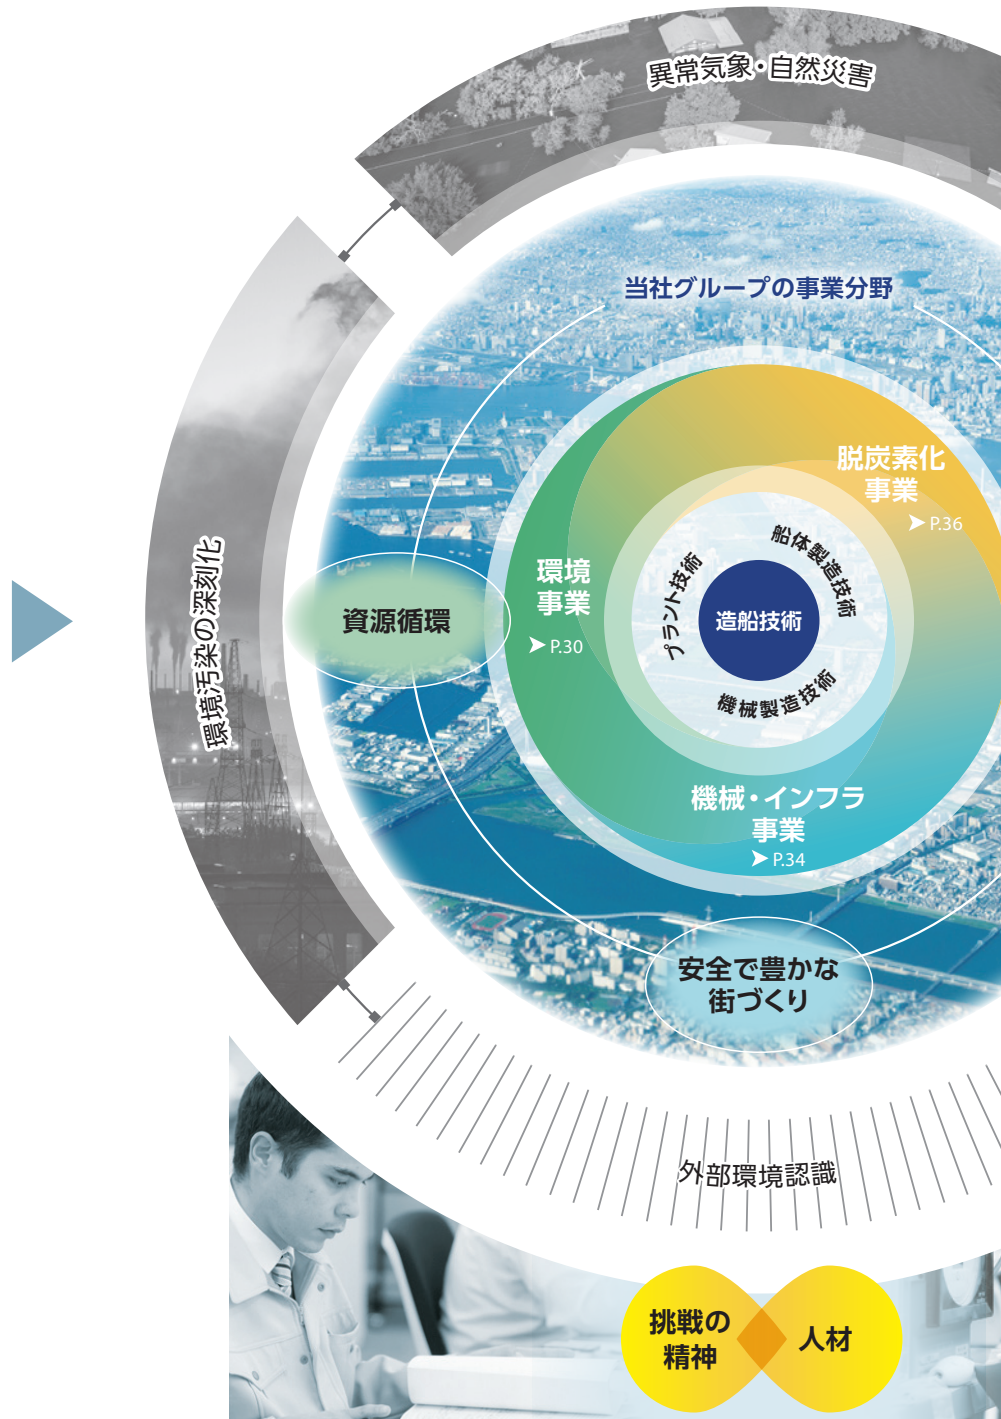 異常気象・自然災害
当社グループの事業分野
脱炭素化
事業
P.36
環境汚染の深刻化
資源循環
環境
事業
P.30
プラント技術
船体製造技術
造船技術
機械製造技術
機械・インフラ
事業
P.34
安全で豊かな
街づくり
外部環境認識
挑戦の
精神
人材